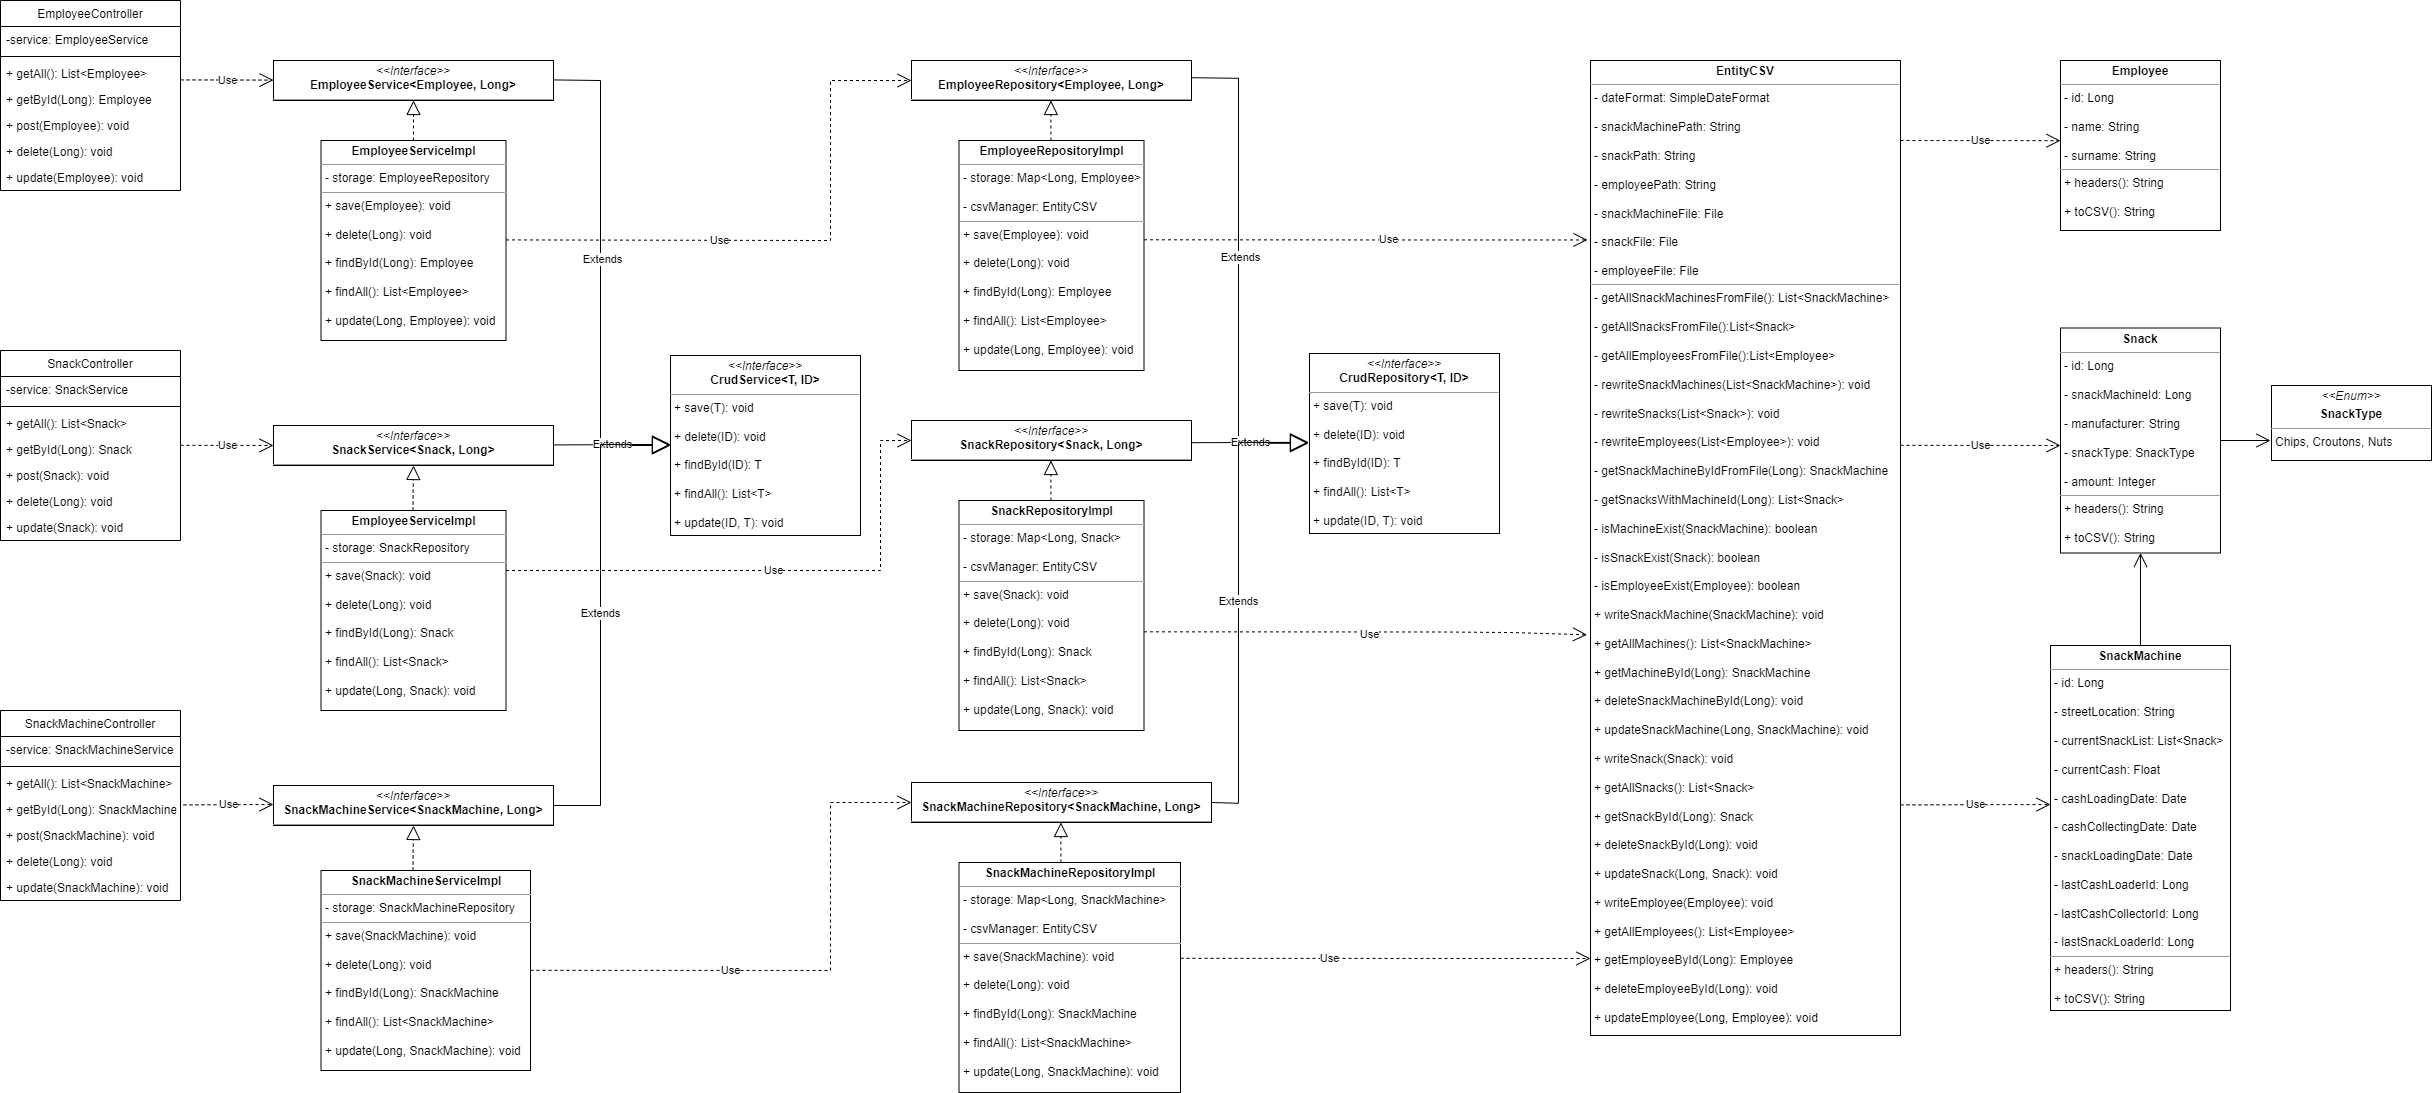 EmployeeController
-service: EmployeeService
+ getAll(): List<Employee>
+ getById(Long): Employee
+ post(Employee): void
+ delete(Long): void
+ update(Employee): void
Use
<<Interface>>
EmployeeService<Employee, Long>
EmployeeServiceImpl
- storage: EmployeeRepository
+ save(Employee): void
+ delete(Long): void
+ findById(Long): Employee
+ findAll(): List<Employee>
+ update(Long, Employee): void
Extends
Use
<<Interface>>
EmployeeRepository<Employee, Long>
EmployeeRepositoryImpl
- storage: Map<Long, Employee>
- csvManager: EntityCSV
+ save(Employee): void
+ delete(Long): void
+ findById(Long): Employee
+ findAll(): List<Employee>
+ update(Long, Employee): void
Extends
Use
SnackController
-service: SnackService
+ getAll(): List<Snack>
+ getById(Long): Snack
+ post(Snack): void
+ delete(Long): void
+ update(Snack): void
Use
<<Interface>>
SnackService<Snack, Long>
EmployeeServiceImpl
- storage: SnackRepository
+ save(Snack): void
+ delete(Long): void
+ findById(Long): Snack
+ findAll(): List<Snack>
+ update(Long, Snack): void
Extends
Extends
<<Interface>>
CrudService<T, ID>
+ save(T): void
+ delete(ID): void
+ findById(ID): T
+ findAll(): List<T>
+ update(ID, T): void
Use
<<Interface>>
SnackRepository<Snack, Long>
SnackRepositoryImpl
- storage: Map<Long, Snack>
- csvManager: EntityCSV
+ save(Snack): void
+ delete(Long): void
+ findById(Long): Snack
+ findAll(): List<Snack>
+ update(Long, Snack): void
Extends
Extends
<<Interface>>
CrudRepository<T, ID>
+ save(T): void
+ delete(ID): void
+ findById(ID): T
+ findAll(): List<T>
+ update(ID, T): void
Use
SnackMachineController
-service: SnackMachineService
+ getAll(): List<SnackMachine>
+ getById(Long): SnackMachine
+ post(SnackMachine): void
+ delete(Long): void
+ update(SnackMachine): void
Use
<<Interface>>
SnackMachineService<SnackMachine, Long>
SnackMachineServiceImpl
- storage: SnackMachineRepository
+ save(SnackMachine): void
+ delete(Long): void
+ findById(Long): SnackMachine
+ findAll(): List<SnackMachine>
+ update(Long, SnackMachine): void
Use
<<Interface>>
SnackMachineRepository<SnackMachine, Long>
SnackMachineRepositoryImpl
- storage: Map<Long, SnackMachine>
- csvManager: EntityCSV
+ save(SnackMachine): void
+ delete(Long): void
+ findById(Long): SnackMachine
+ findAll(): List<SnackMachine>
+ update(Long, SnackMachine): void
Use
EntityCSV
- dateFormat: SimpleDateFormat
- snackMachinePath: String
- snackPath: String
- employeePath: String
- snackMachineFile: File
- snackFile: File
- employeeFile: File
- getAllSnackMachinesFromFile(): List<SnackMachine>
- getAllSnacksFromFile():List<Snack>
- getAllEmployeesFromFile():List<Employee>
- rewriteSnackMachines(List<SnackMachine>): void
- rewriteSnacks(List<Snack>): void
- rewriteEmployees(List<Employee>): void
- getSnackMachineByIdFromFile(Long): SnackMachine
- getSnacksWithMachineId(Long): List<Snack>
- isMachineExist(SnackMachine): boolean
- isSnackExist(Snack): boolean
- isEmployeeExist(Employee): boolean
+ writeSnackMachine(SnackMachine): void
+ getAllMachines(): List<SnackMachine>
+ getMachineById(Long): SnackMachine
+ deleteSnackMachineById(Long): void
+ updateSnackMachine(Long, SnackMachine): void
+ writeSnack(Snack): void
+ getAllSnacks(): List<Snack>
+ getSnackById(Long): Snack
+ deleteSnackById(Long): void
+ updateSnack(Long, Snack): void
+ writeEmployee(Employee): void
+ getAllEmployees(): List<Employee>
+ getEmployeeById(Long): Employee
+ deleteEmployeeById(Long): void
+ updateEmployee(Long, Employee): void
Use
Employee
- id: Long
- name: String
- surname: String
+ headers(): String
+ toCSV(): String
Use
Snack
- id: Long
- snackMachineId: Long
- manufacturer: String
- snackType: SnackType
- amount: Integer
+ headers(): String
+ toCSV(): String
<<Enum>>
SnackType
Chips, Croutons, Nuts
Use
SnackMachine
- id: Long
- streetLocation: String
- currentSnackList: List<Snack>
- currentCash: Float
- cashLoadingDate: Date
- cashCollectingDate: Date
- snackLoadingDate: Date
- lastCashLoaderId: Long
- lastCashCollectorId: Long
- lastSnackLoaderId: Long
+ headers(): String
+ toCSV(): String